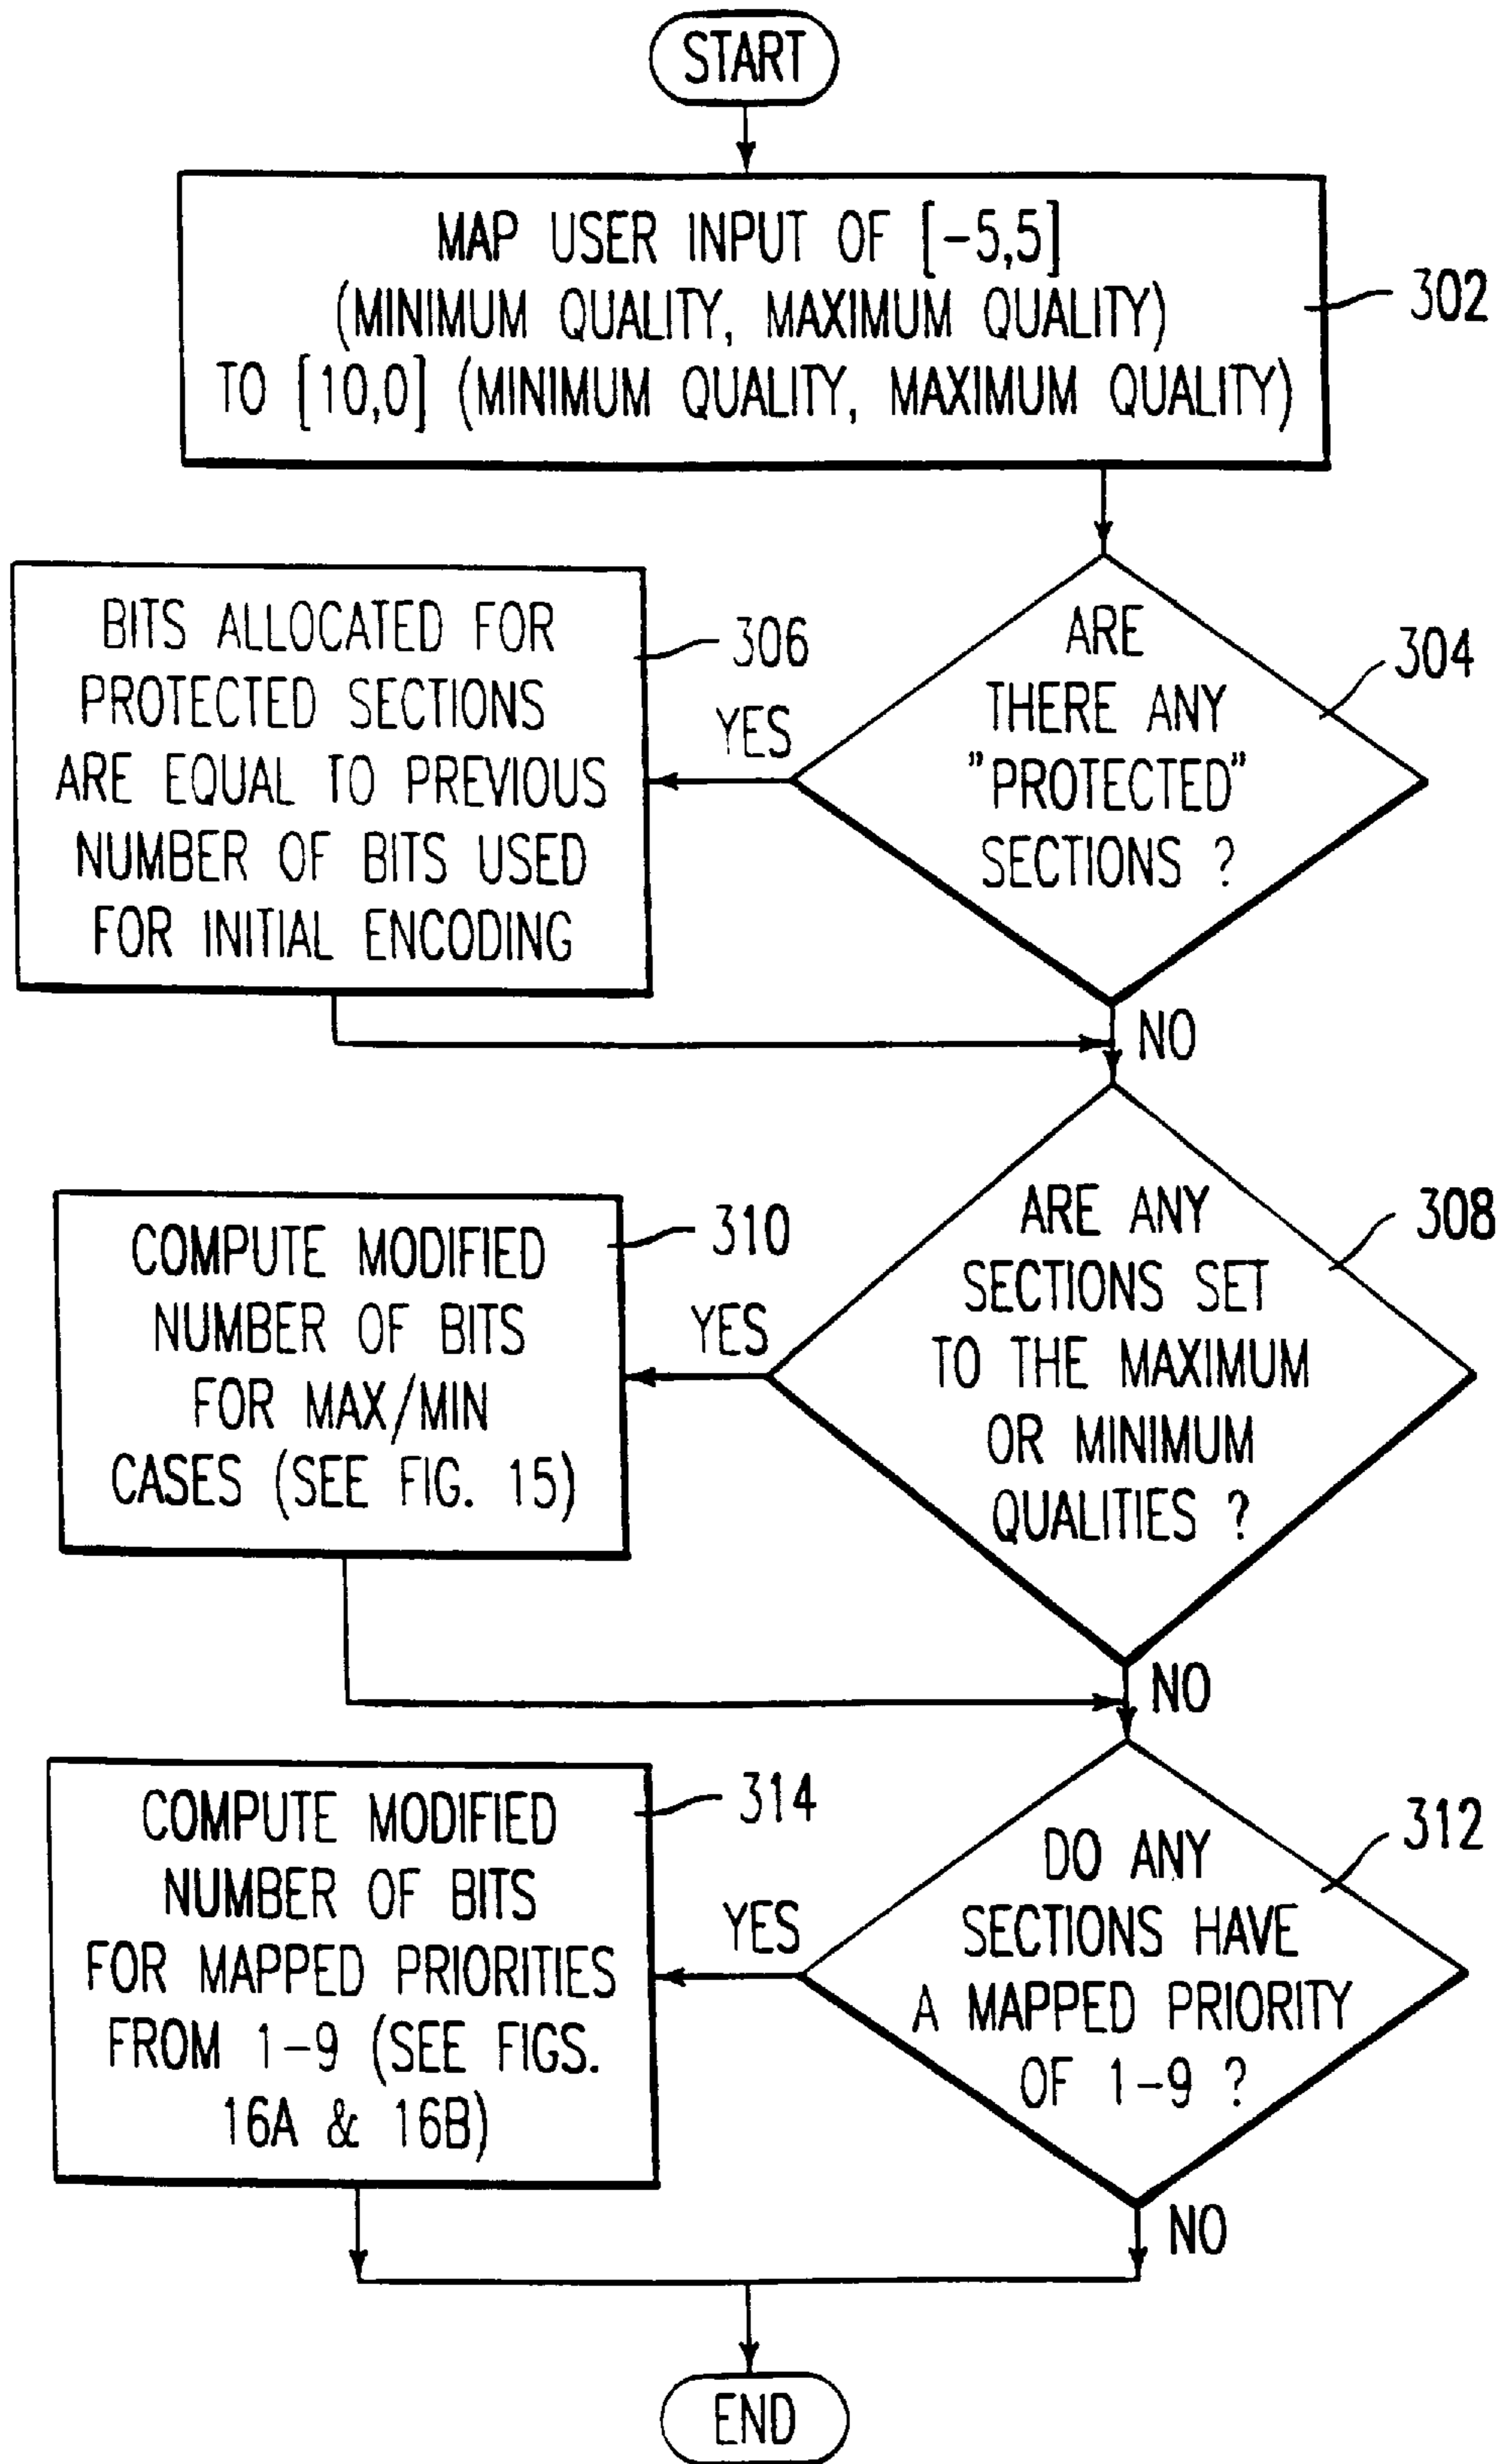 START
MAP USER INPUT OF [-5,5]
(MINIMUM QUALITY, MAXIMUM QUALITY)
TO [10,0] (MINIMUM QUALITY, MAXIMUM QUALITY)
302
ARE
THERE ANY
"PROTECTED"
SECTIONS ?
304
YES
BITS ALLOCATED FOR
PROTECTED SECTIONS
ARE EQUAL TO PREVIOUS
NUMBER OF BITS USED
FOR INITIAL ENCODING
306
NO
ARE ANY
SECTIONS SET
TO THE MAXIMUM
OR MINIMUM
QUALITIES ?
308
YES
COMPUTE MODIFIED
NUMBER OF BITS
FOR MAX/MIN
CASES (SEE FIG. 15)
310
NO
DO ANY
SECTIONS HAVE
A MAPPED PRIORITY
OF 1-9 ?
312
YES
COMPUTE MODIFIED
NUMBER OF BITS
FOR MAPPED PRIORITIES
FROM 1-9 (SEE FIGS.
16A & 16B)
314
NO
END